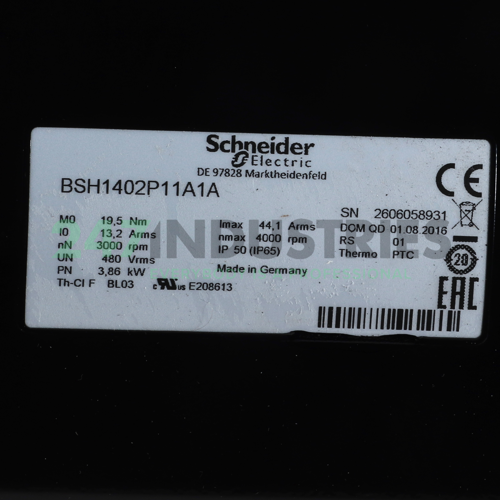 Schneider
Electric
DE 97828 Marktheidenfeld
CE
BSH1402P11A1A
SN 2606058931
M0 19,5 Nm Imax 44,1 Arms DOM QD 01.08.2016
I0 13,2 Arms nmax 4000 rpm RS 01
nN 3000 rpm IP 50 (IP65) Thermo PTC
UN 480 Vrms
PN 3,86 kW Made in Germany
Th-Cl F BL03 c UR us E208613
20
EAC
INDUSTRIES